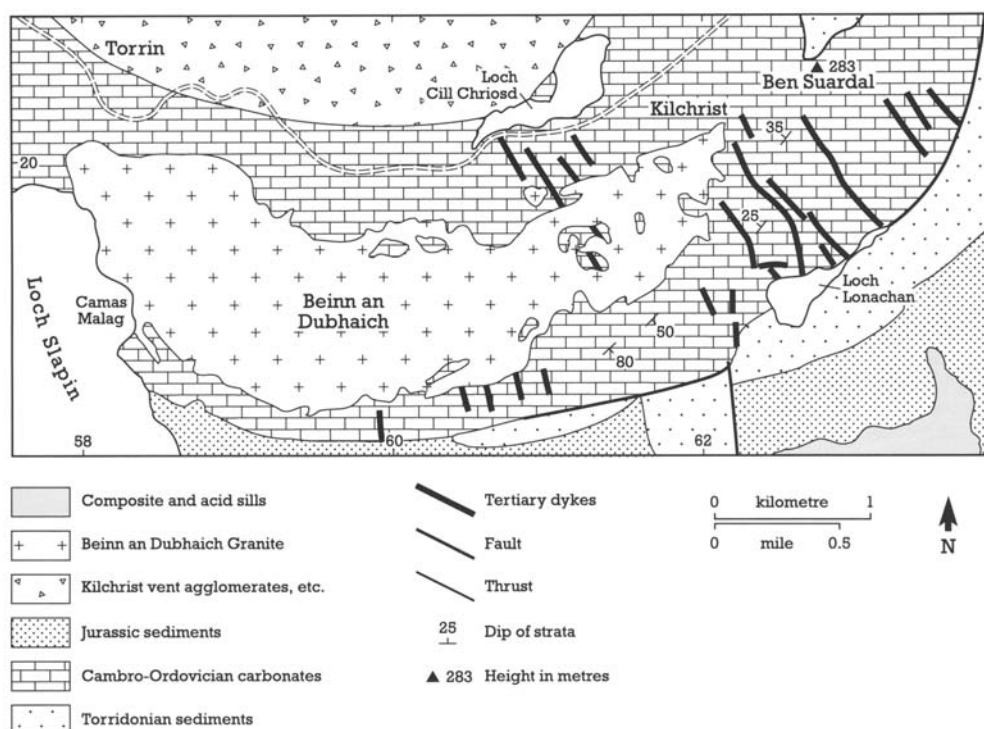 Torrin
Loch
Cill Chriosd
283
Ben Suardal
Kilchrist
35
20
25
Loch Slapin
Camas
Malag
Beinn an
Dubhaich
Loch
Lonachan
50
80
58
60
62
Composite and acid sills
Beinn an Dubhaich Granite
Kilchrist vent agglomerates, etc.
Jurassic sediments
Cambro-Ordovician carbonates
Torridonian sediments
Tertiary dykes
Fault
Thrust
25 Dip of strata
283 Height in metres
0 kilometre 1
0 mile 0.5
N